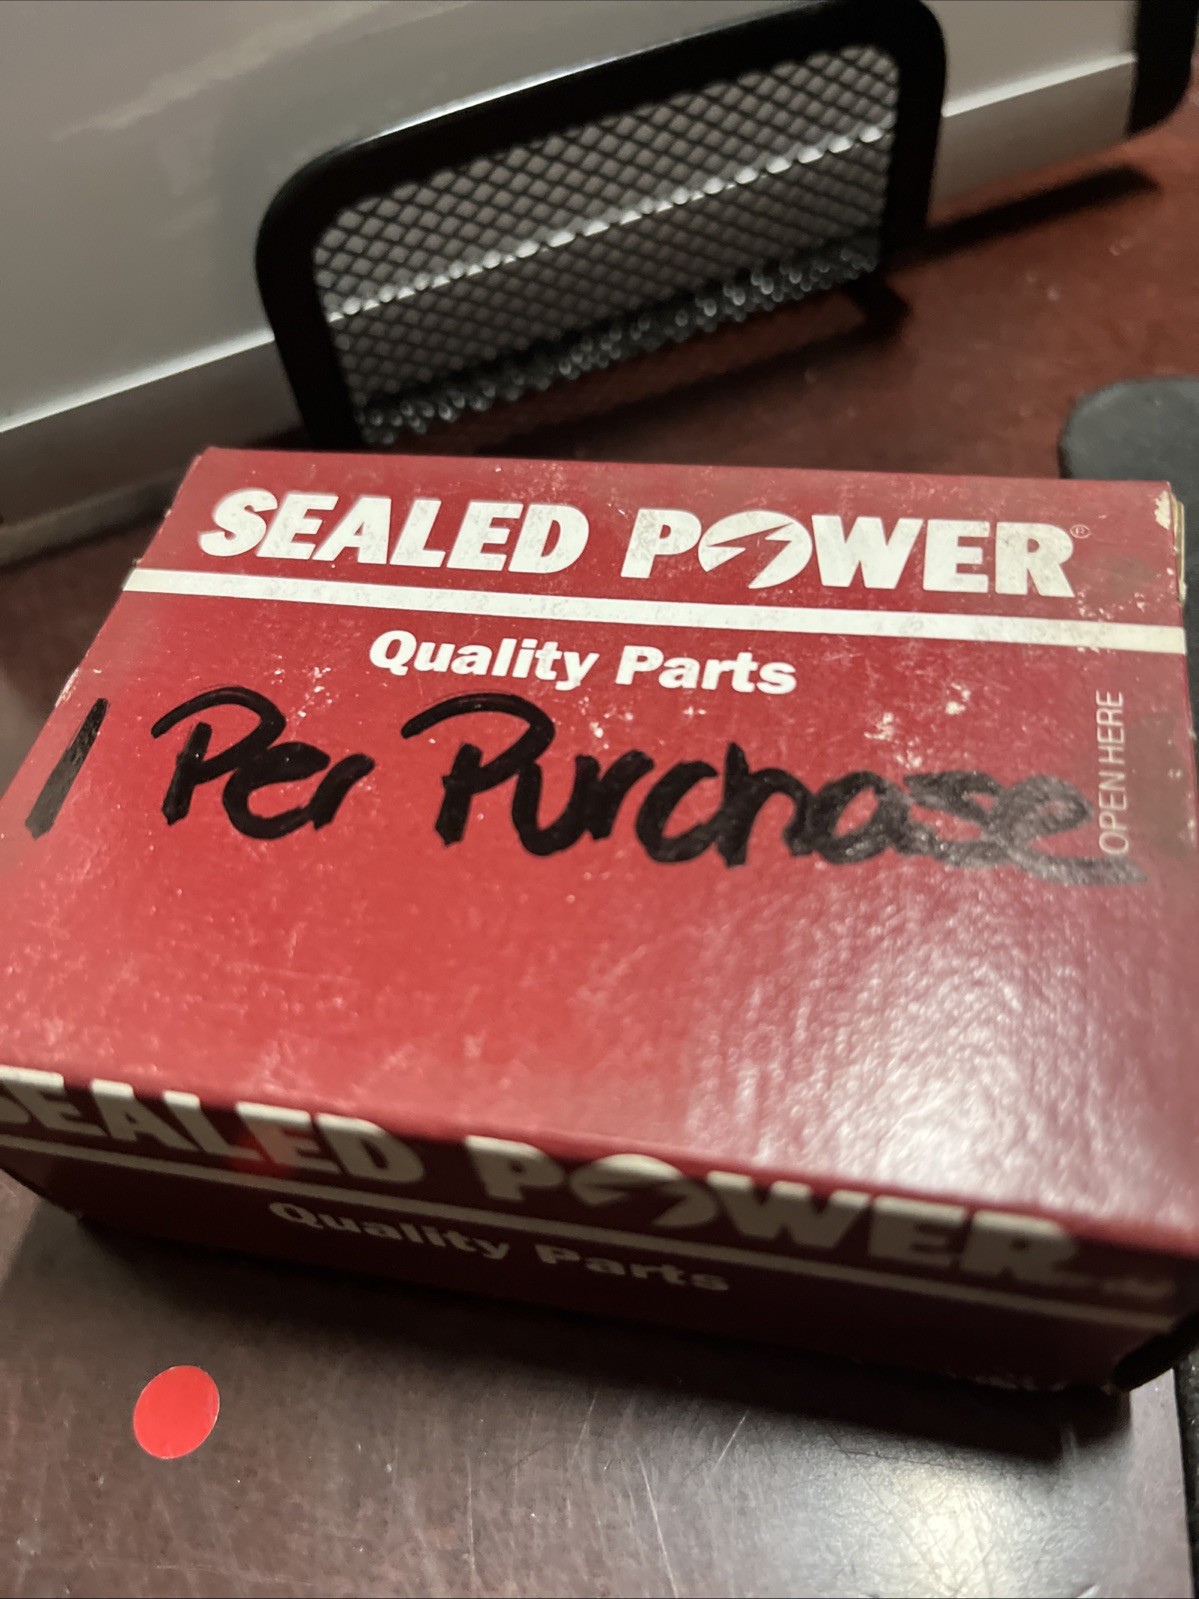 SEALED POWER®
Quality Parts
1 Per Purchase
OPEN HERE
SEALED POWER
Quality Parts